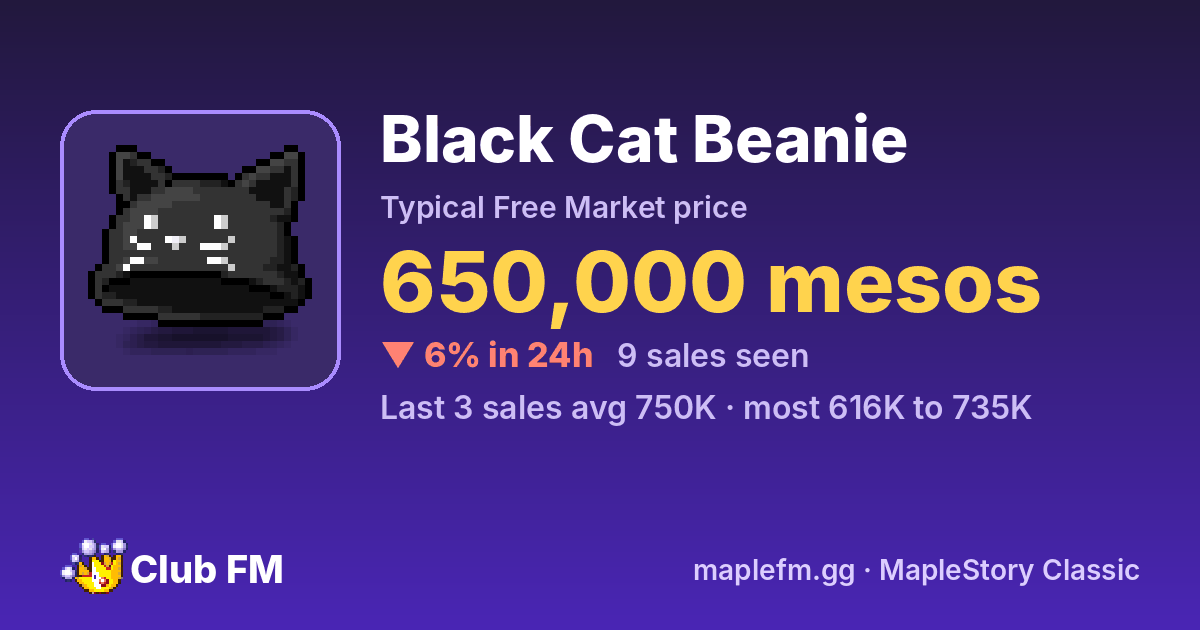 Black Cat Beanie
Typical Free Market price
650,000 mesos
▼ 6% in 24h 9 sales seen
Last 3 sales avg 750K · most 616K to 735K
Club FM
maplefm.gg · MapleStory Classic